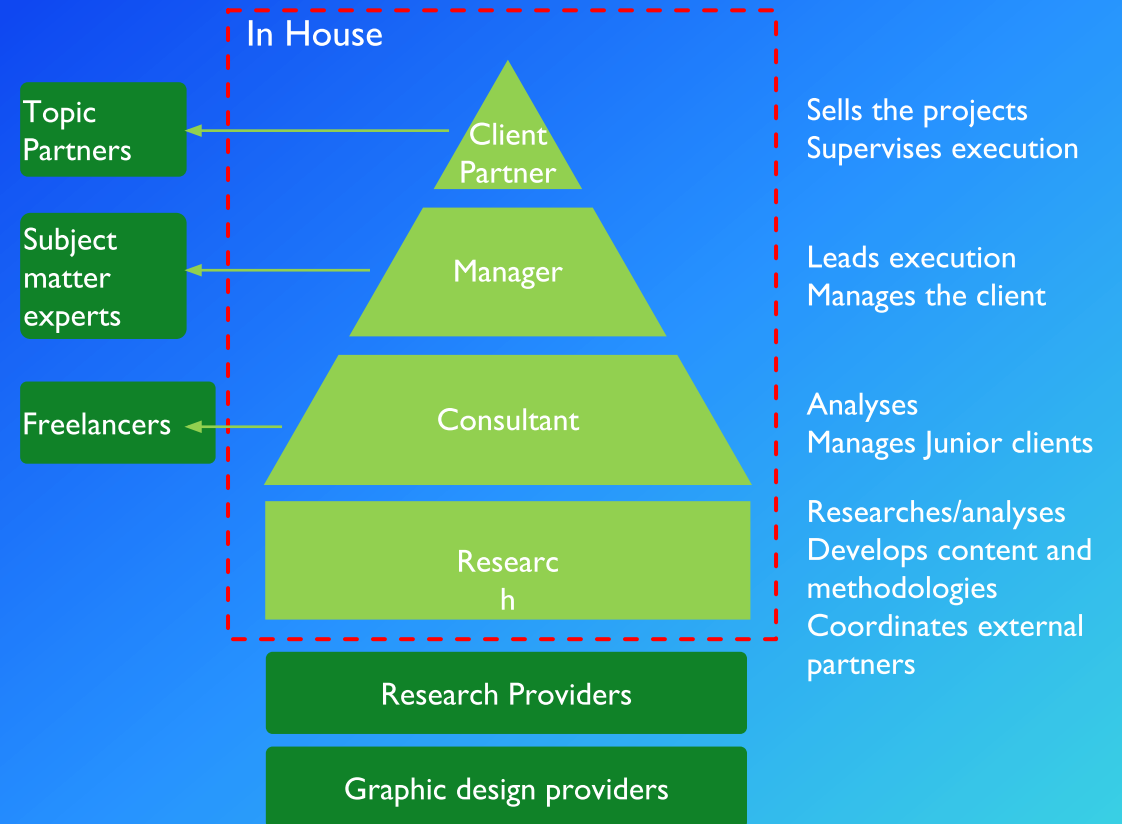 In House
Topic
Partners
Client
Partner
Sells the projects
Supervises execution
Subject
matter
experts
Manager
Leads execution
Manages the client
Freelancers
Consultant
Analyses
Manages Junior clients
Researc
h
Researches/analyses
Develops content and
methodologies
Coordinates external
partners
Research Providers
Graphic design providers